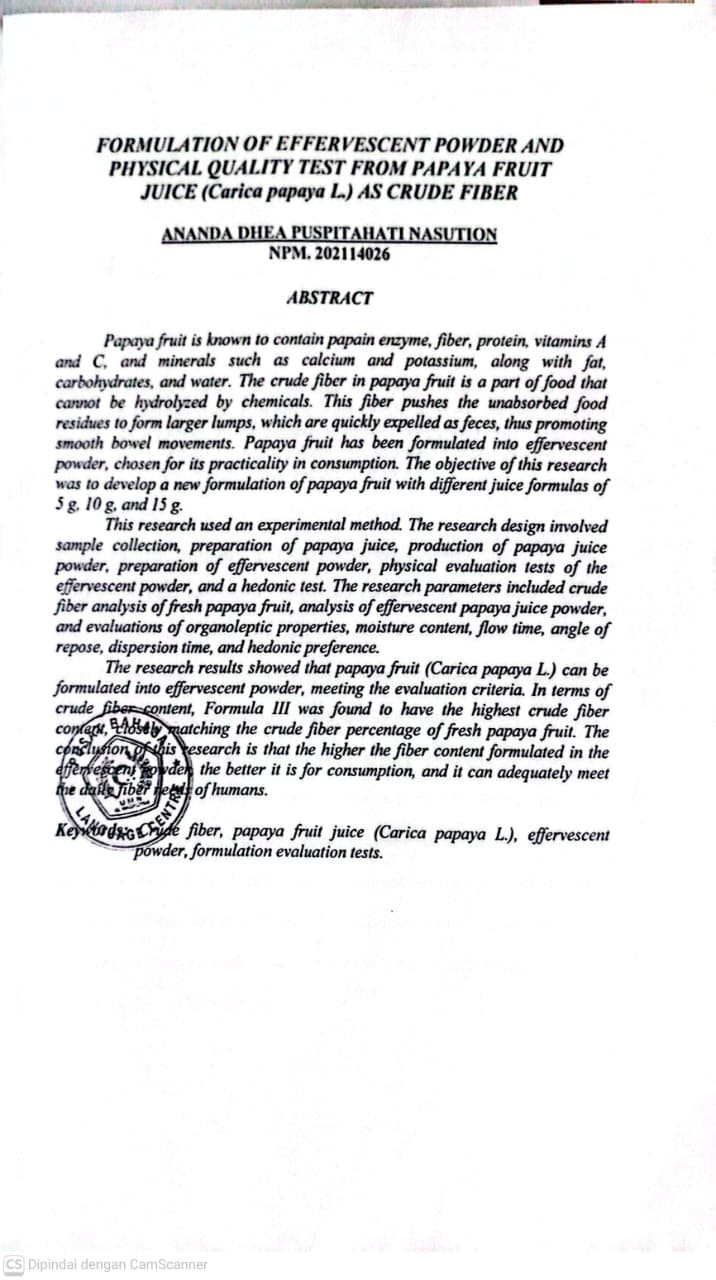 FORMULATION OF EFFERVESCENT POWDER AND
PHYSICAL QUALITY TEST FROM PAPAYA FRUIT
JUICE (Carica papaya L.) AS CRUDE FIBER
ANANDA DHEA PUSPITAHATI NASUTION
NPM. 202114026
ABSTRACT
Papaya fruit is known to contain papain enzyme, fiber, protein, vitamins A
and C, and minerals such as calcium and potassium, along with fat,
carbohydrates, and water. The crude fiber in papaya fruit is a part of food that
cannot be hydrolyzed by chemicals. This fiber pushes the unabsorbed food
residues to form larger lumps, which are quickly expelled as feces, thus promoting
smooth bowel movements. Papaya fruit has been formulated into effervescent
powder, chosen for its practicality in consumption. The objective of this research
was to develop a new formulation of papaya fruit with different juice formulas of
5 g, 10 g, and 15 g.
This research used an experimental method. The research design involved
sample collection, preparation of papaya juice, production of papaya juice
powder, preparation of effervescent powder, physical evaluation tests of the
effervescent powder, and a hedonic test. The research parameters included crude
fiber analysis of fresh papaya fruit, analysis of effervescent papaya juice powder,
and evaluations of organoleptic properties, moisture content, flow time, angle of
repose, dispersion time, and hedonic preference.
The research results showed that papaya fruit (Carica papaya L.) can be
formulated into effervescent powder, meeting the evaluation criteria. In terms of
crude fiber content, Formula III was found to have the highest crude fiber
content, closely matching the crude fiber percentage of fresh papaya fruit. The
conclusion of this research is that the higher the fiber content formulated in the
effervescent powder, the better it is for consumption, and it can adequately meet
the daily fiber needs of humans.
Keywords: Crude fiber, papaya fruit juice (Carica papaya L.), effervescent
powder, formulation evaluation tests.
PUSAT BAHASA
UMN
LANGUAGE CENTRE
CS Dipindai dengan CamScanner